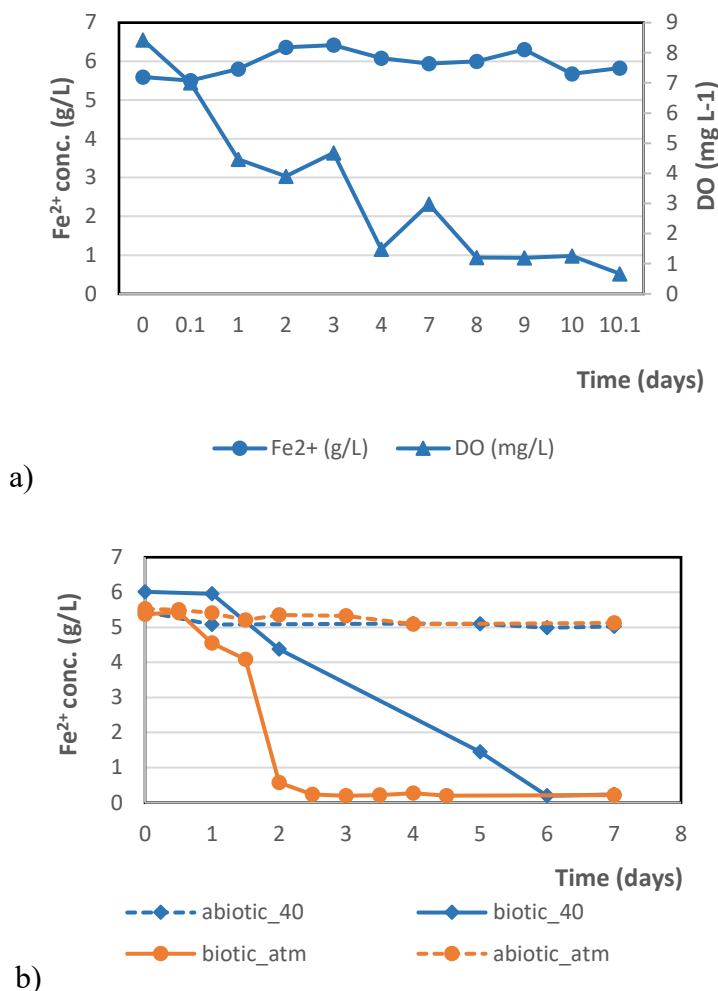 7
6
5
4
3
2
1
0
Fe²⁺ conc. (g/L)
9
8
7
6
5
4
3
2
1
0
DO (mg L-1)
0 0.1 1 2 3 4 7 8 9 10 10.1
Time (days)
Fe2+ (g/L) DO (mg/L)
a)
7
6
5
4
3
2
1
0
Fe²⁺ conc. (g/L)
0 1 2 3 4 5 6 7 8
Time (days)
abiotic_40 biotic_40
biotic_atm abiotic_atm
b)